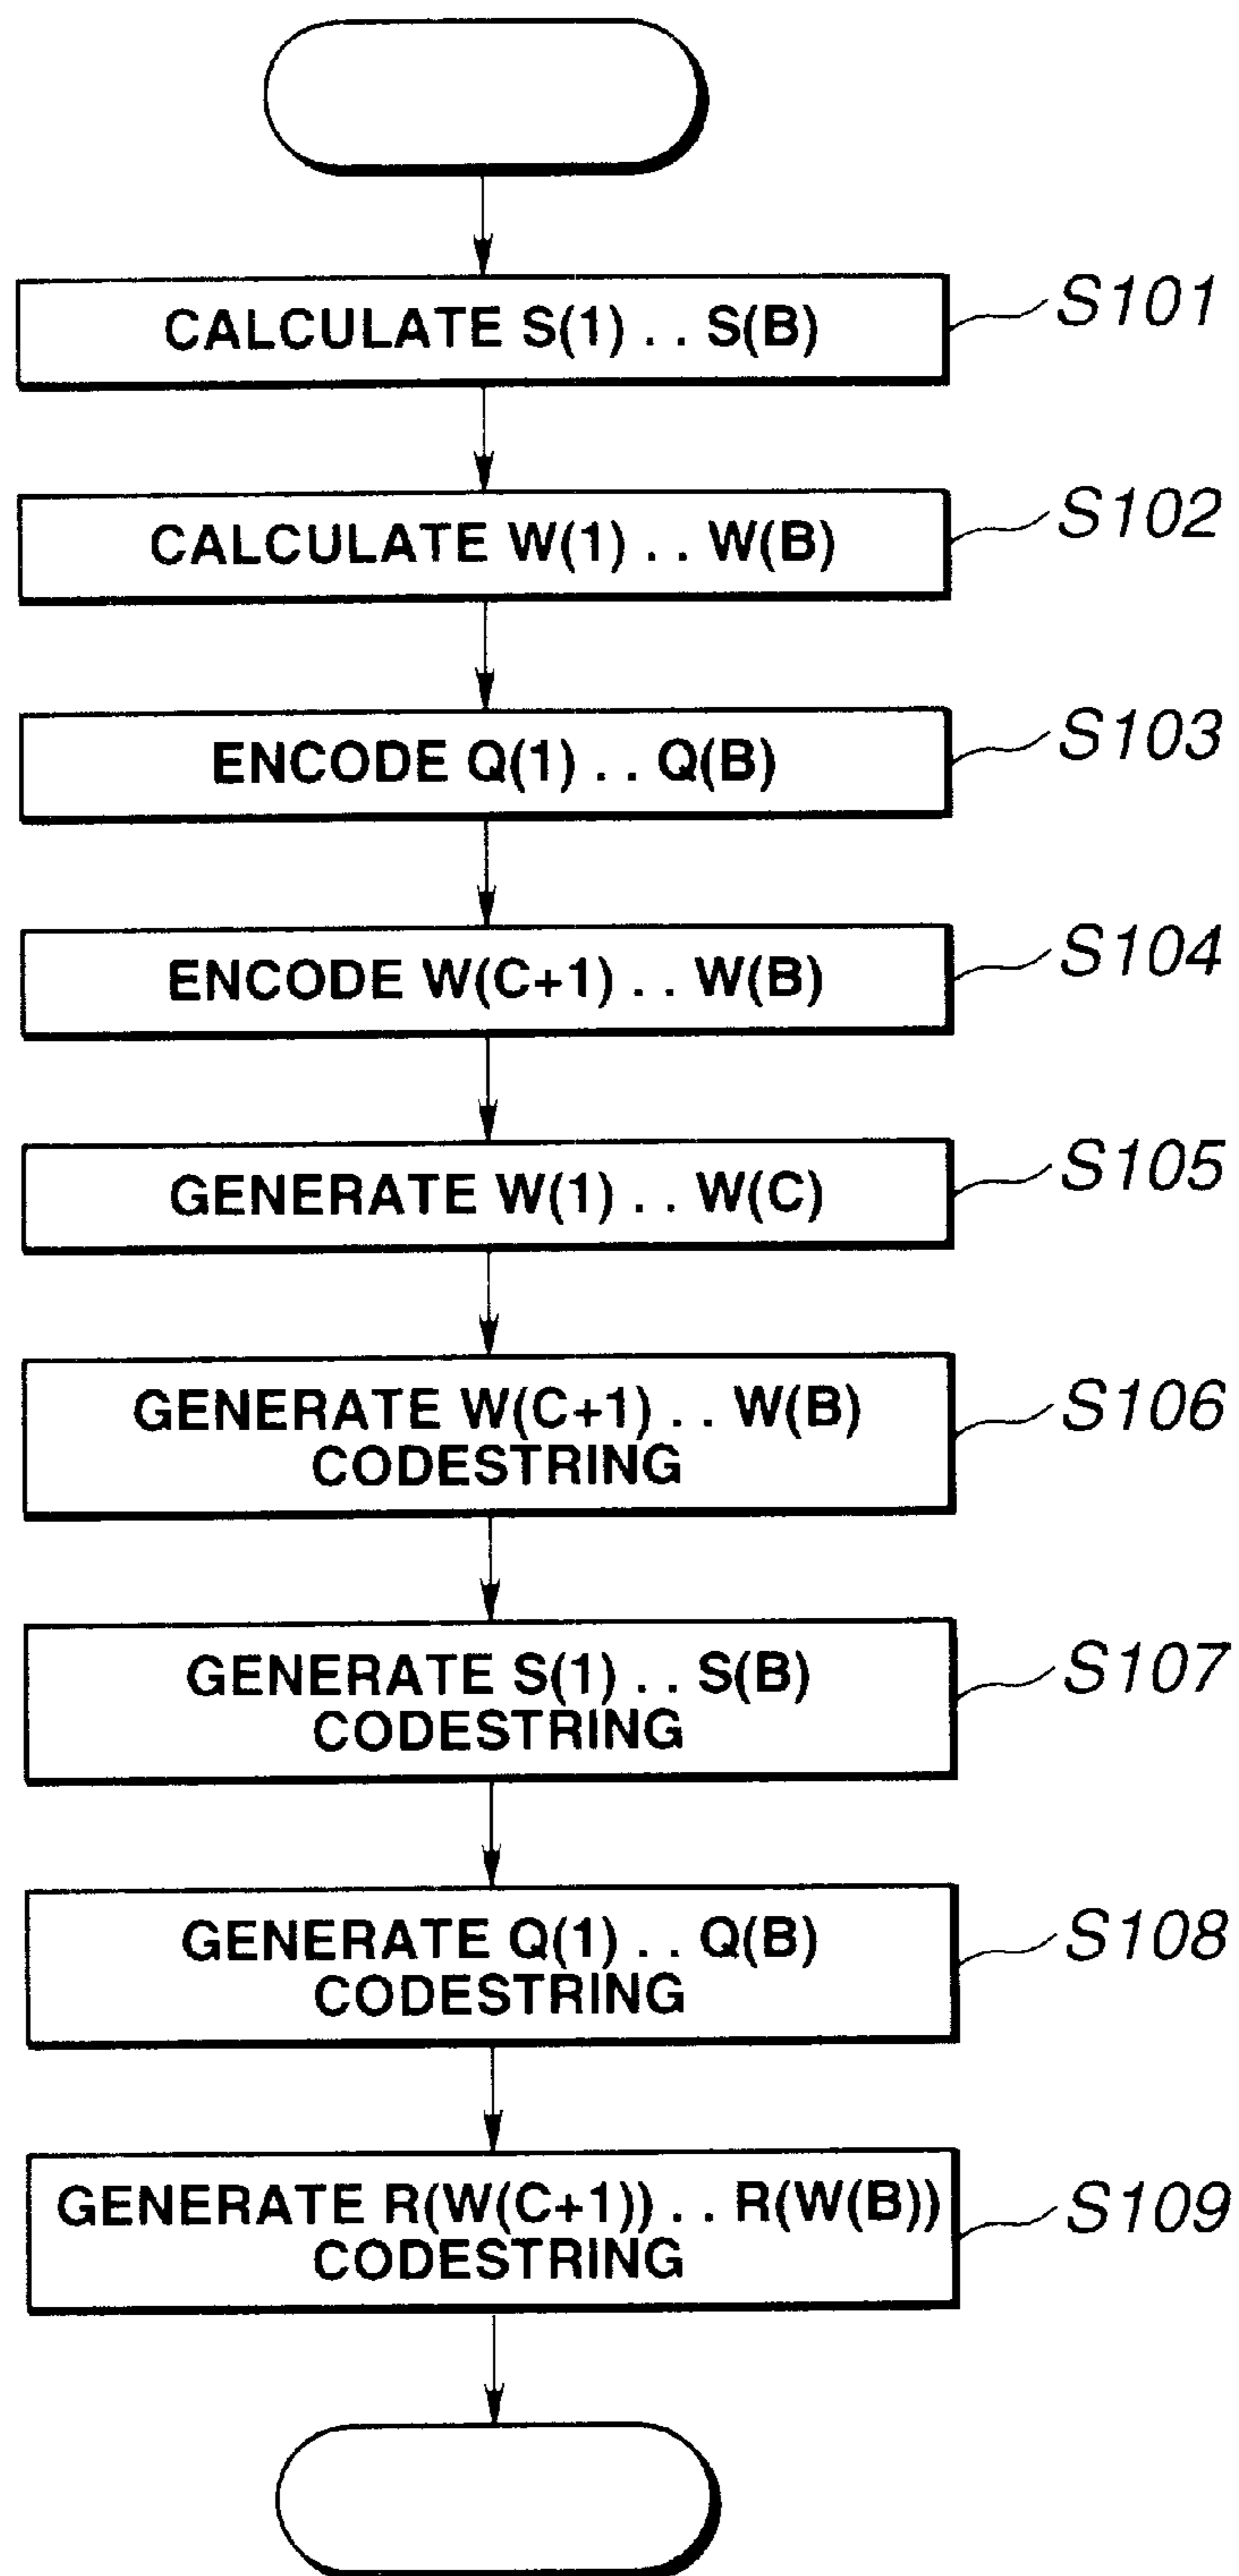 CALCULATE S(1) . . S(B)
S101
CALCULATE W(1) . . W(B)
S102
ENCODE Q(1) . . Q(B)
S103
ENCODE W(C+1) . . W(B)
S104
GENERATE W(1) . . W(C)
S105
GENERATE W(C+1) . . W(B)
CODESTRING
S106
GENERATE S(1) . . S(B)
CODESTRING
S107
GENERATE Q(1) . . Q(B)
CODESTRING
S108
GENERATE R(W(C+1)) . . R(W(B))
CODESTRING
S109